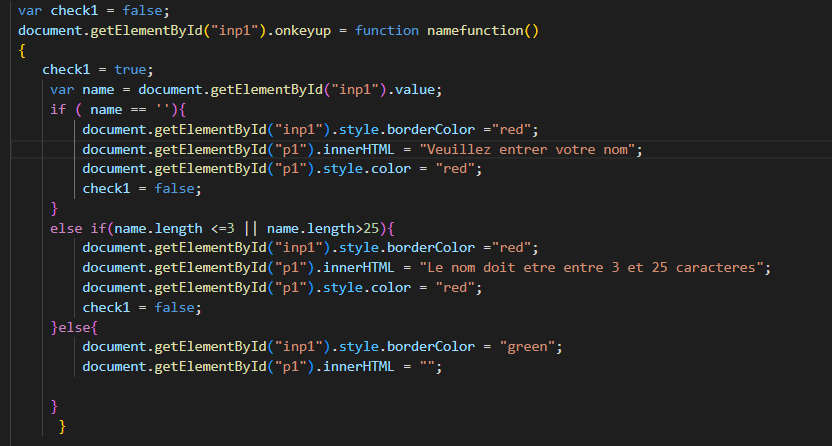 var check1 = false;
document.getElementById("inp1").onkeyup = function namefunction()
{
check1 = true;
var name = document.getElementById("inp1").value;
if ( name == ''){
document.getElementById("inp1").style.borderColor ="red";
document.getElementById("p1").innerHTML = "Veuillez entrer votre nom";
document.getElementById("p1").style.color = "red";
check1 = false;
}
else if(name.length <=3 || name.length>25){
document.getElementById("inp1").style.borderColor ="red";
document.getElementById("p1").innerHTML = "Le nom doit etre entre 3 et 25 caracteres";
document.getElementById("p1").style.color = "red";
check1 = false;
}else{
document.getElementById("inp1").style.borderColor = "green";
document.getElementById("p1").innerHTML = "";
}
}